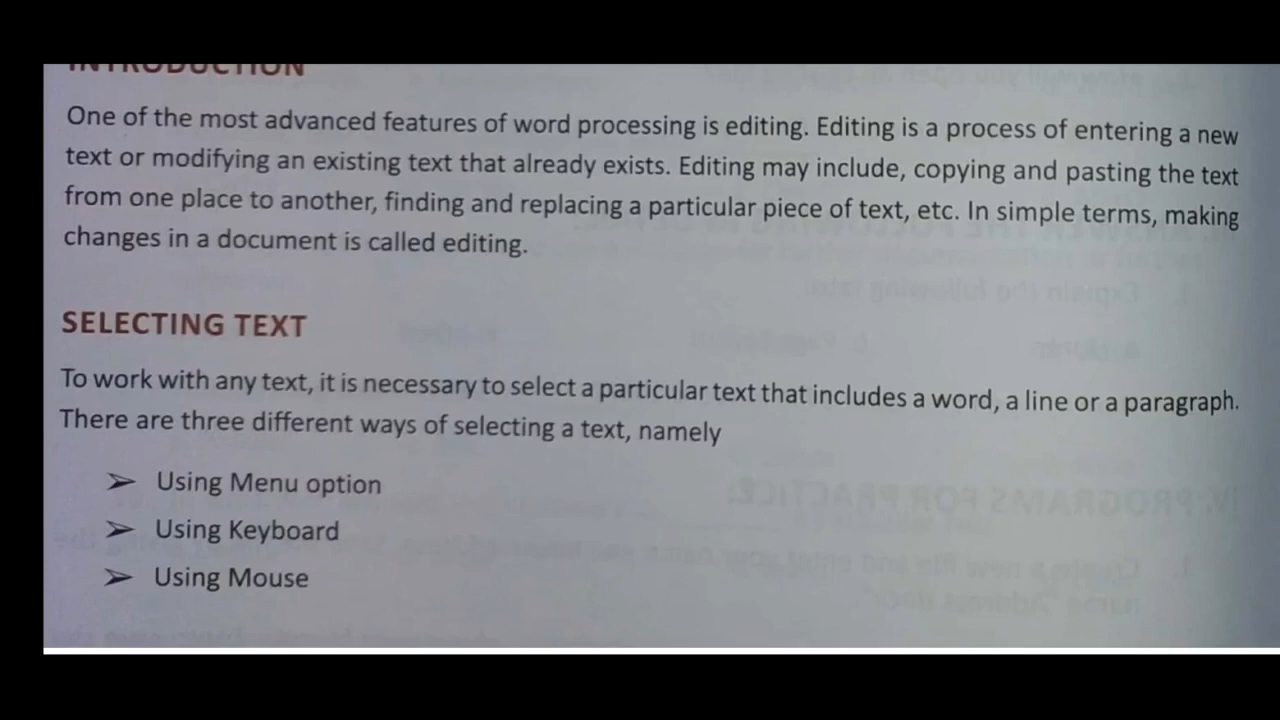 INTRODUCTION
One of the most advanced features of word processing is editing. Editing is a process of entering a new
text or modifying an existing text that already exists. Editing may include, copying and pasting the text
from one place to another, finding and replacing a particular piece of text, etc. In simple terms, making
changes in a document is called editing.
SELECTING TEXT
To work with any text, it is necessary to select a particular text that includes a word, a line or a paragraph.
There are three different ways of selecting a text, namely
➢ Using Menu option
➢ Using Keyboard
➢ Using Mouse